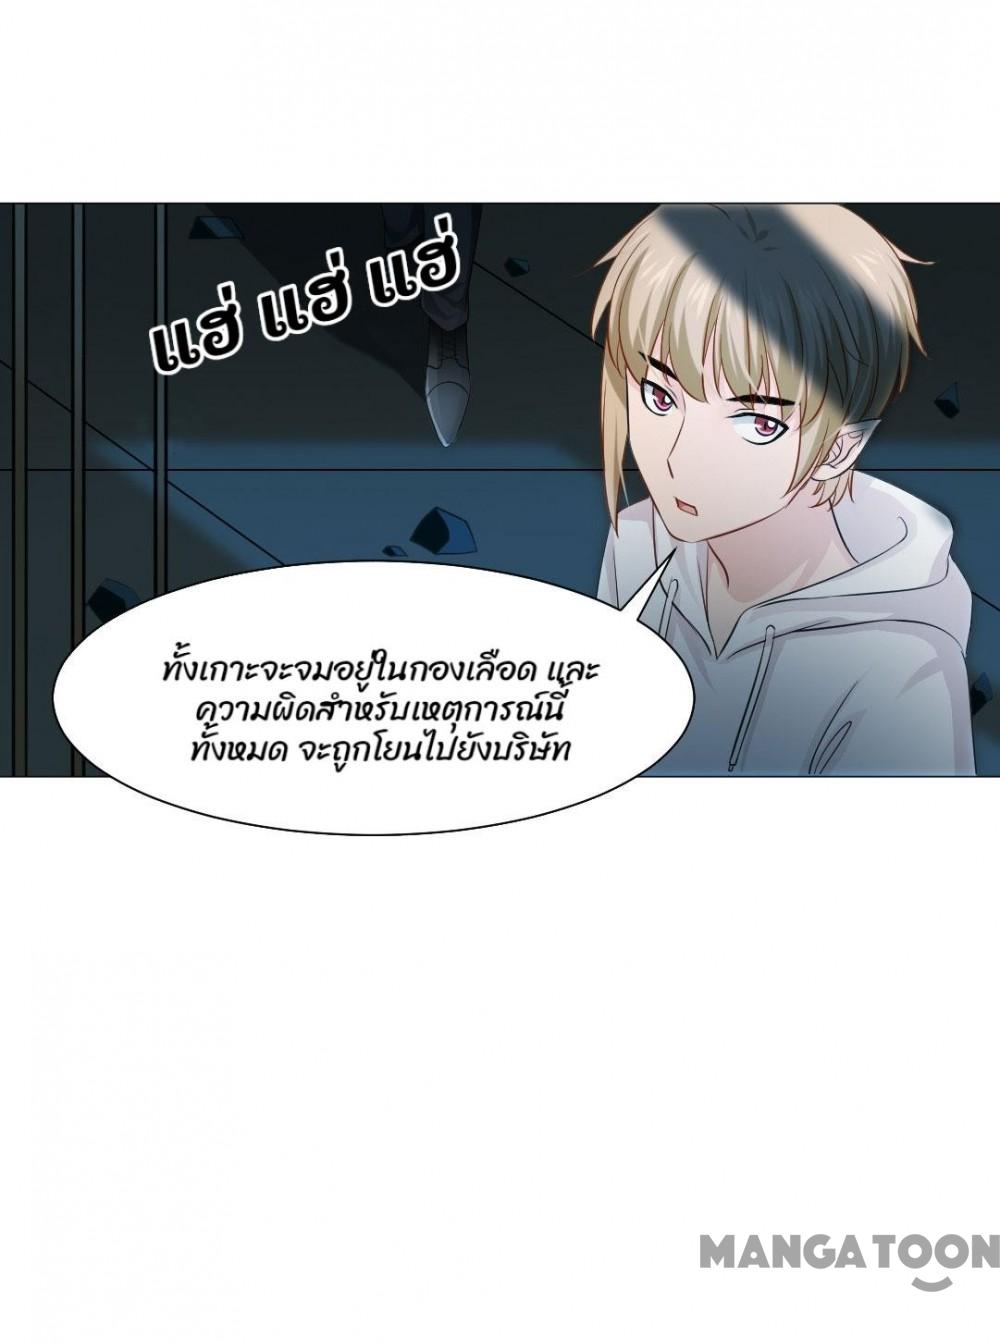 แฮ่ แฮ่ แฮ่
ทั้งเกาะจะจมอยู่ในกองเลือด และ
ความผิดสำหรับเหตุการณ์นี้
ทั้งหมด จะถูกโยนไปยังบริษัท
MANGATOON